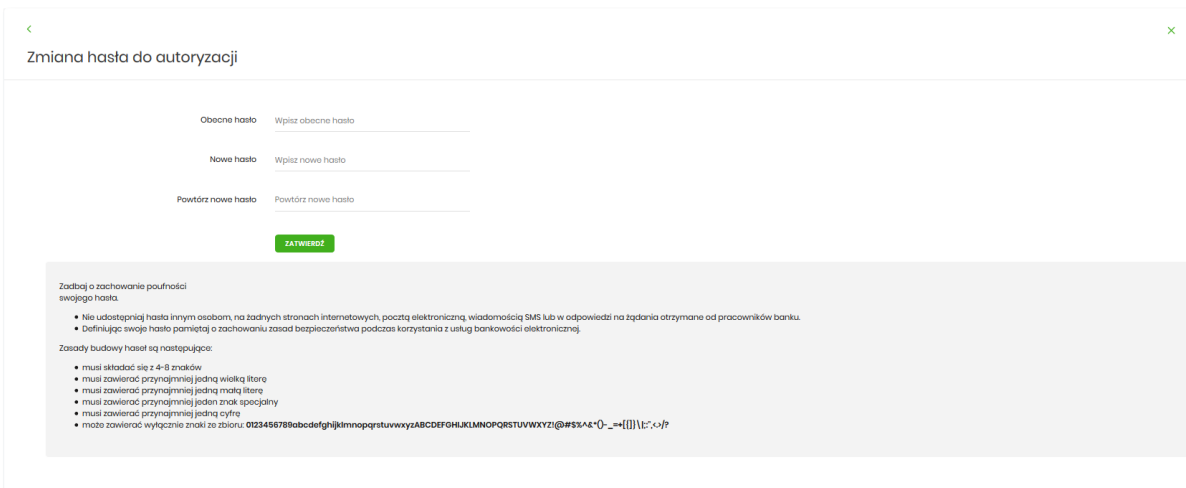 Zmiana hasła do autoryzacji
Obecne hasło Wpisz obecne hasło
Nowe hasło Wpisz nowe hasło
Powtórz nowe hasło Powtórz nowe hasło
ZATWIERDŹ
Zadbaj o zachowanie poufności
swojego hasła.
Nie udostępniaj hasła innym osobom, na żadnych stronach internetowych, pocztą elektroniczną, wiadomością SMS lub w odpowiedzi na żądania otrzymane od pracowników banku.
Definiując swoje hasło pamiętaj o zachowaniu zasad bezpieczeństwa podczas korzystania z usług bankowości elektronicznej.
Zasady budowy haseł są następujące:
musi składać się z 4-8 znaków
musi zawierać przynajmniej jedną wielką literę
musi zawierać przynajmniej jedną małą literę
musi zawierać przynajmniej jeden znak specjalny
musi zawierać przynajmniej jedną cyfrę
może zawierać wyłącznie znaki ze zbioru: 0123456789abcdefghijklmnopqrstuvwxyzABCDEFGHIJKLMNOPQRSTUVWXYZ!@#$%^&*()-_=+[{]}\|;:",<.>/?